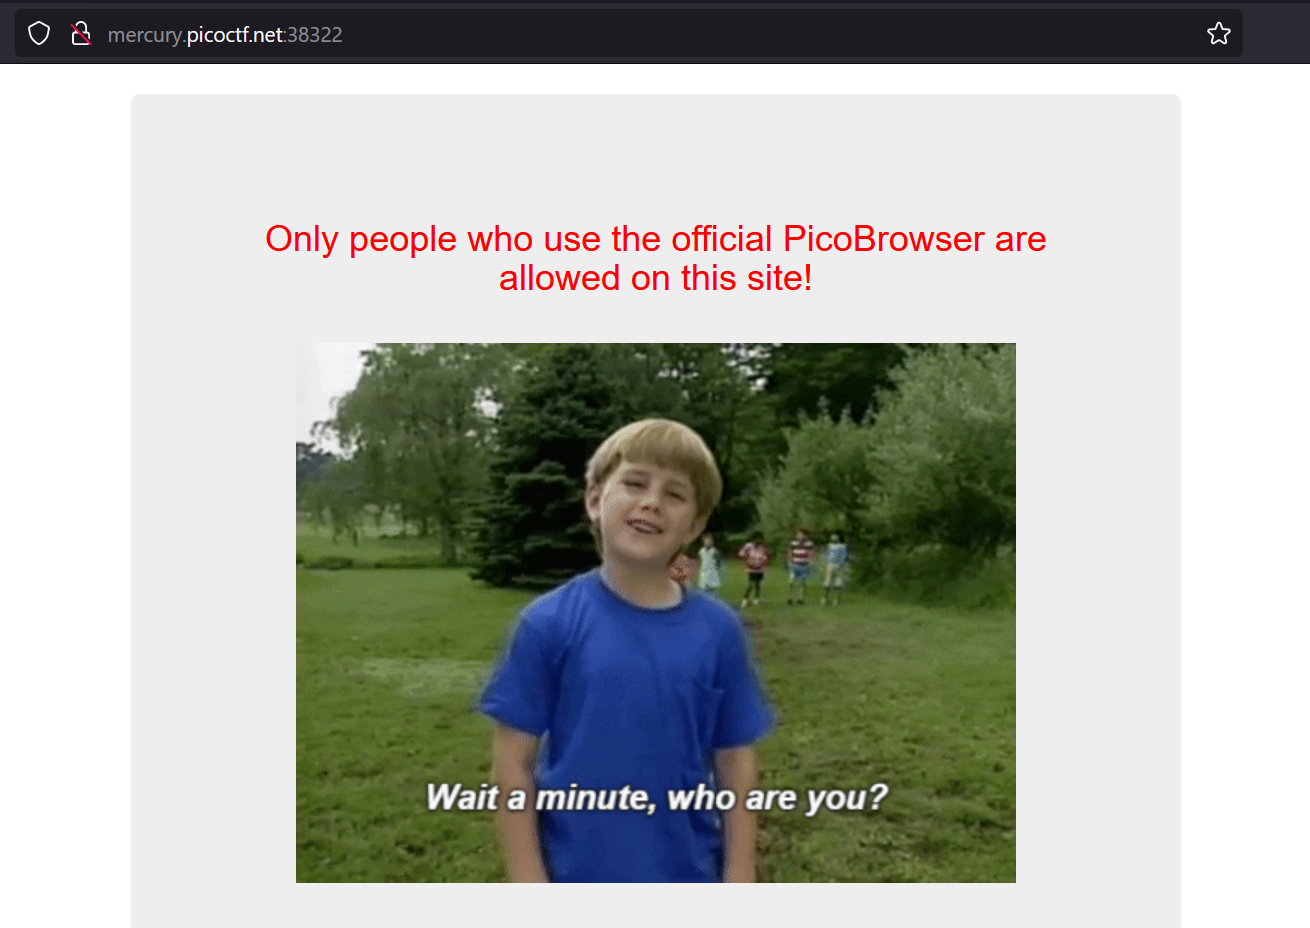 mercury.picoctf.net:38322
Only people who use the official PicoBrowser are
allowed on this site!
Wait a minute, who are you?